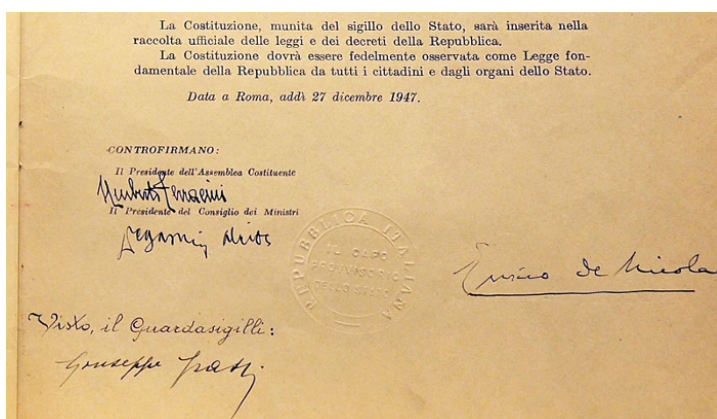 La Costituzione, munita del sigillo dello Stato, sarà inserita nella
raccolta ufficiale delle leggi e dei decreti della Repubblica.
La Costituzione dovrà essere fedelmente osservata come Legge fon-
damentale della Repubblica da tutti i cittadini e dagli organi dello Stato.
Data a Roma, addì 27 dicembre 1947.
CONTROFIRMANO:
Il Presidente dell'Assemblea Costituente
Umberto Terracini
Il Presidente del Consiglio dei Ministri
REPUBBLICA ITALIANA
IL CAPO
PROVVISORIO
DELLO STATO
Enrico de Nicola
Visto, il Guardasigilli:
Giuseppe Grassi